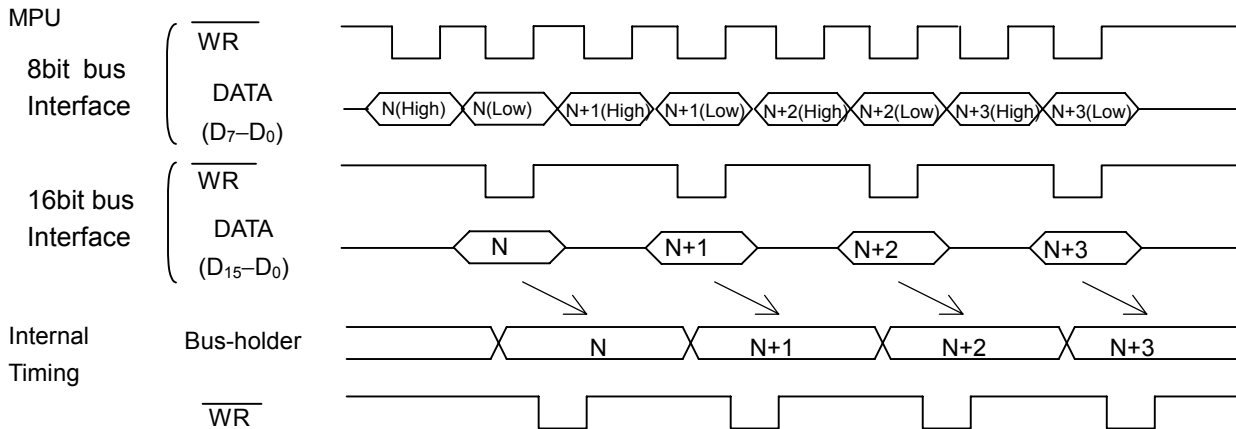 MPU
WR
8bit bus
Interface
DATA
(D7–D0)
N(High) N(Low) N+1(High) N+1(Low) N+2(High) N+2(Low) N+3(High) N+3(Low)
WR
16bit bus
Interface
DATA
(D15–D0)
N N+1 N+2 N+3
Internal
Timing
Bus-holder
N N+1 N+2 N+3
WR